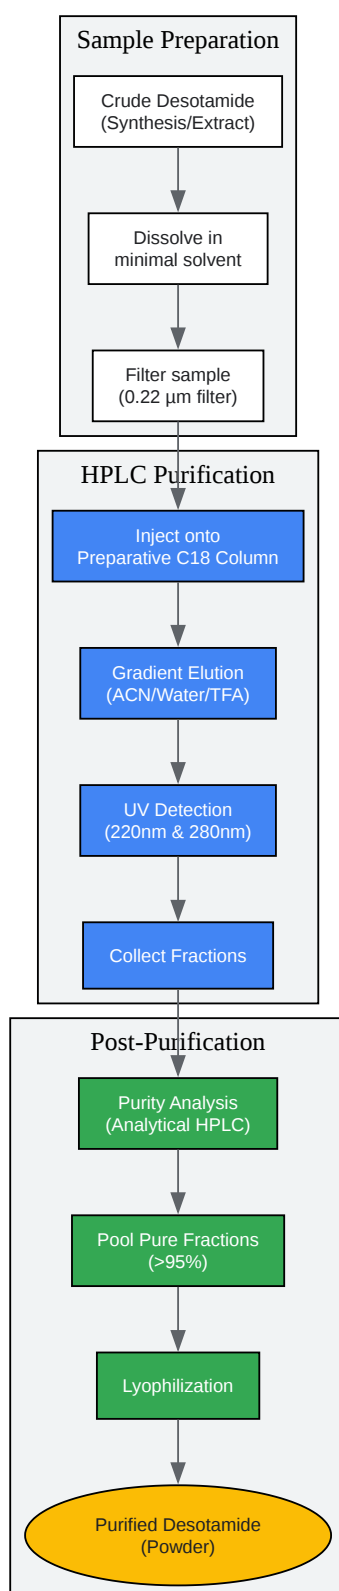 Sample Preparation
Crude Desotamide
(Synthesis/Extract)
Dissolve in
minimal solvent
Filter sample
(0.22 µm filter)
HPLC Purification
Inject onto
Preparative C18 Column
Gradient Elution
(ACN/Water/TFA)
UV Detection
(220nm & 280nm)
Collect Fractions
Post-Purification
Purity Analysis
(Analytical HPLC)
Pool Pure Fractions
(>95%)
Lyophilization
Purified Desotamide
(Powder)